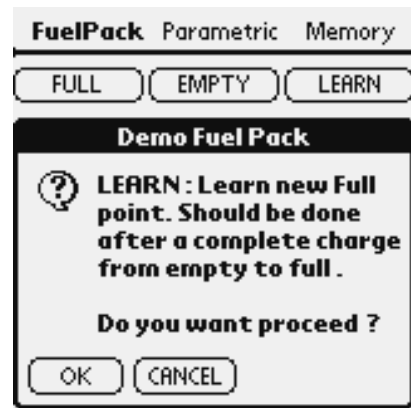 FuelPack Parametric Memory
FULL EMPTY LEARN
Demo Fuel Pack
LEARN : Learn new Full
point. Should be done
after a complete charge
from empty to full .
Do you want proceed ?
OK CANCEL